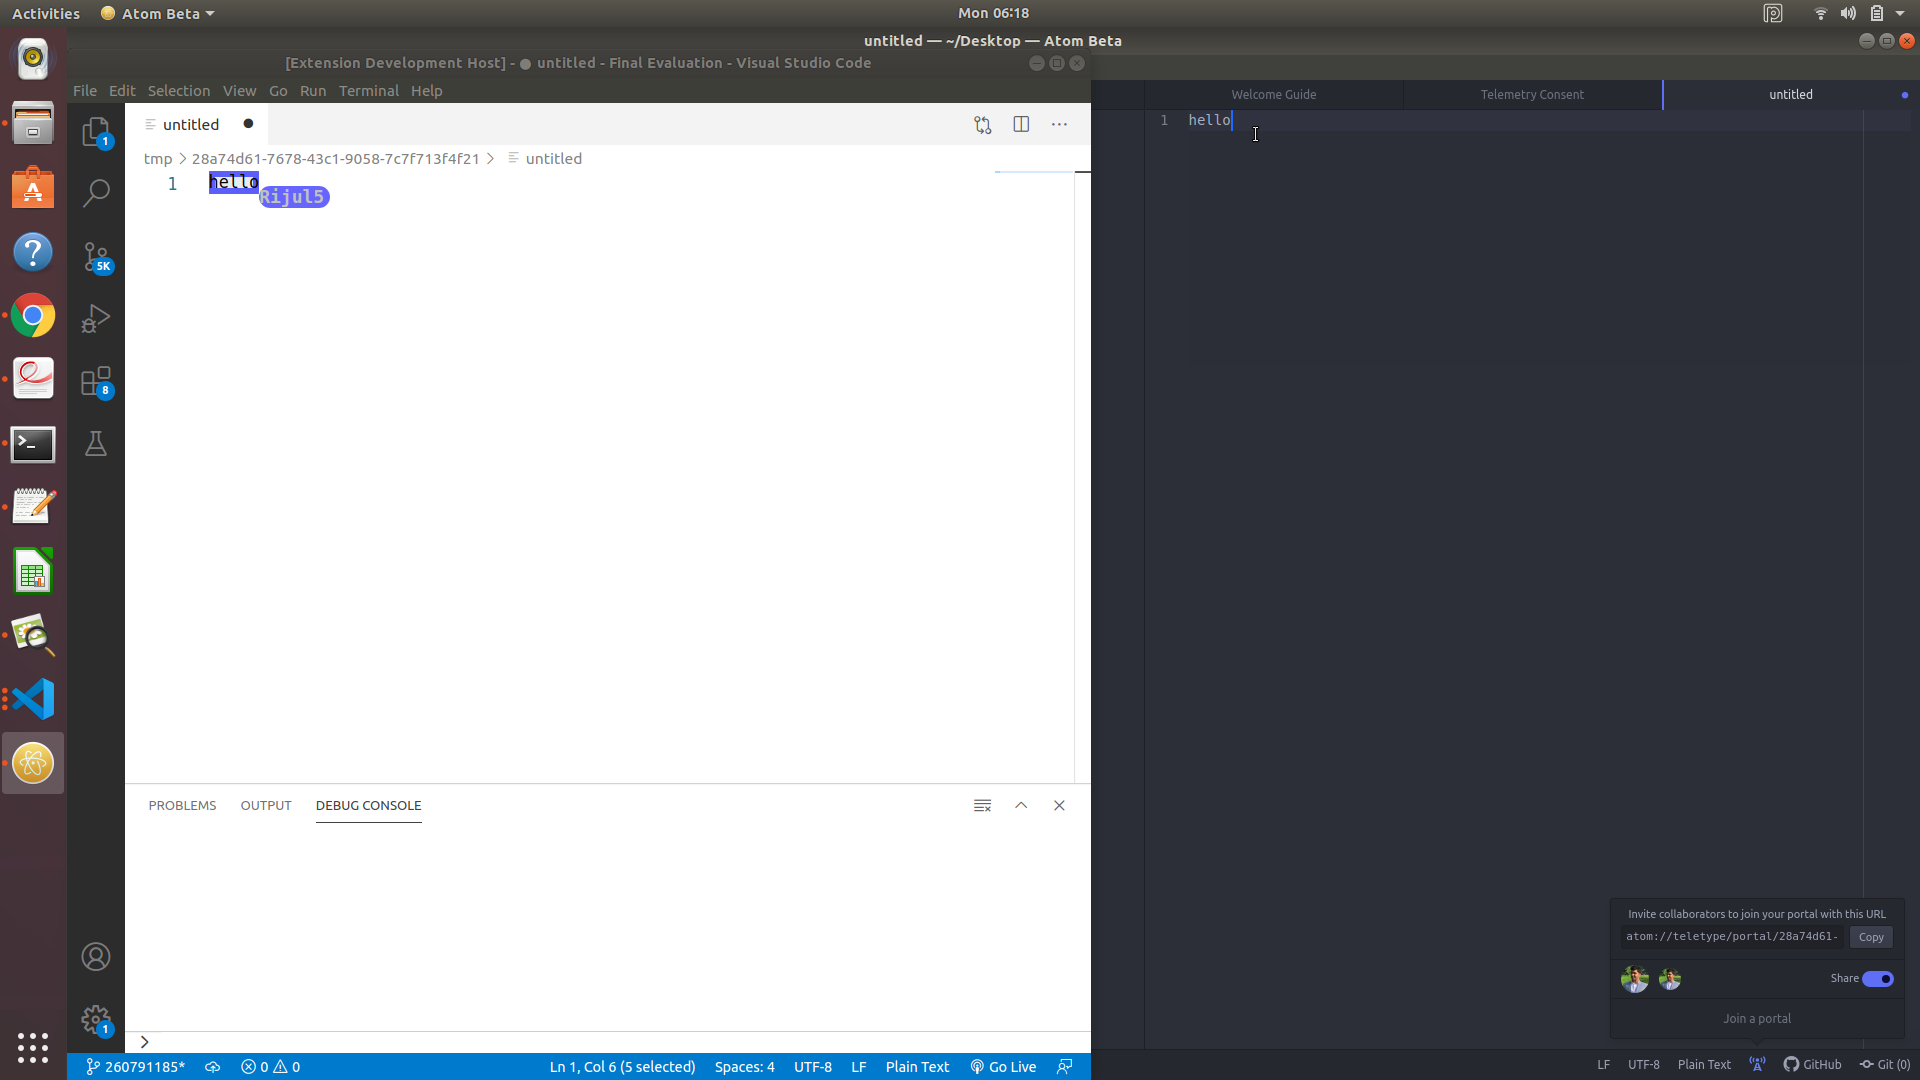 Activities Atom Beta Mon 06:18
untitled — ~/Desktop — Atom Beta
[Extension Development Host] - ● untitled - Final Evaluation - Visual Studio Code
File Edit Selection View Go Run Terminal Help
untitled
tmp > 28a74d61-7678-43c1-9058-7c7f713f4f21 > untitled
1 hello
Rijul5
1
5K
8
PROBLEMS OUTPUT DEBUG CONSOLE
1
260791185* 0 0 Ln 1, Col 6 (5 selected) Spaces: 4 UTF-8 LF Plain Text Go Live
Welcome Guide Telemetry Consent untitled
1 hello
Invite collaborators to join your portal with this URL
atom://teletype/portal/28a74d61- Copy
Share
Join a portal
LF UTF-8 Plain Text GitHub Git (0)